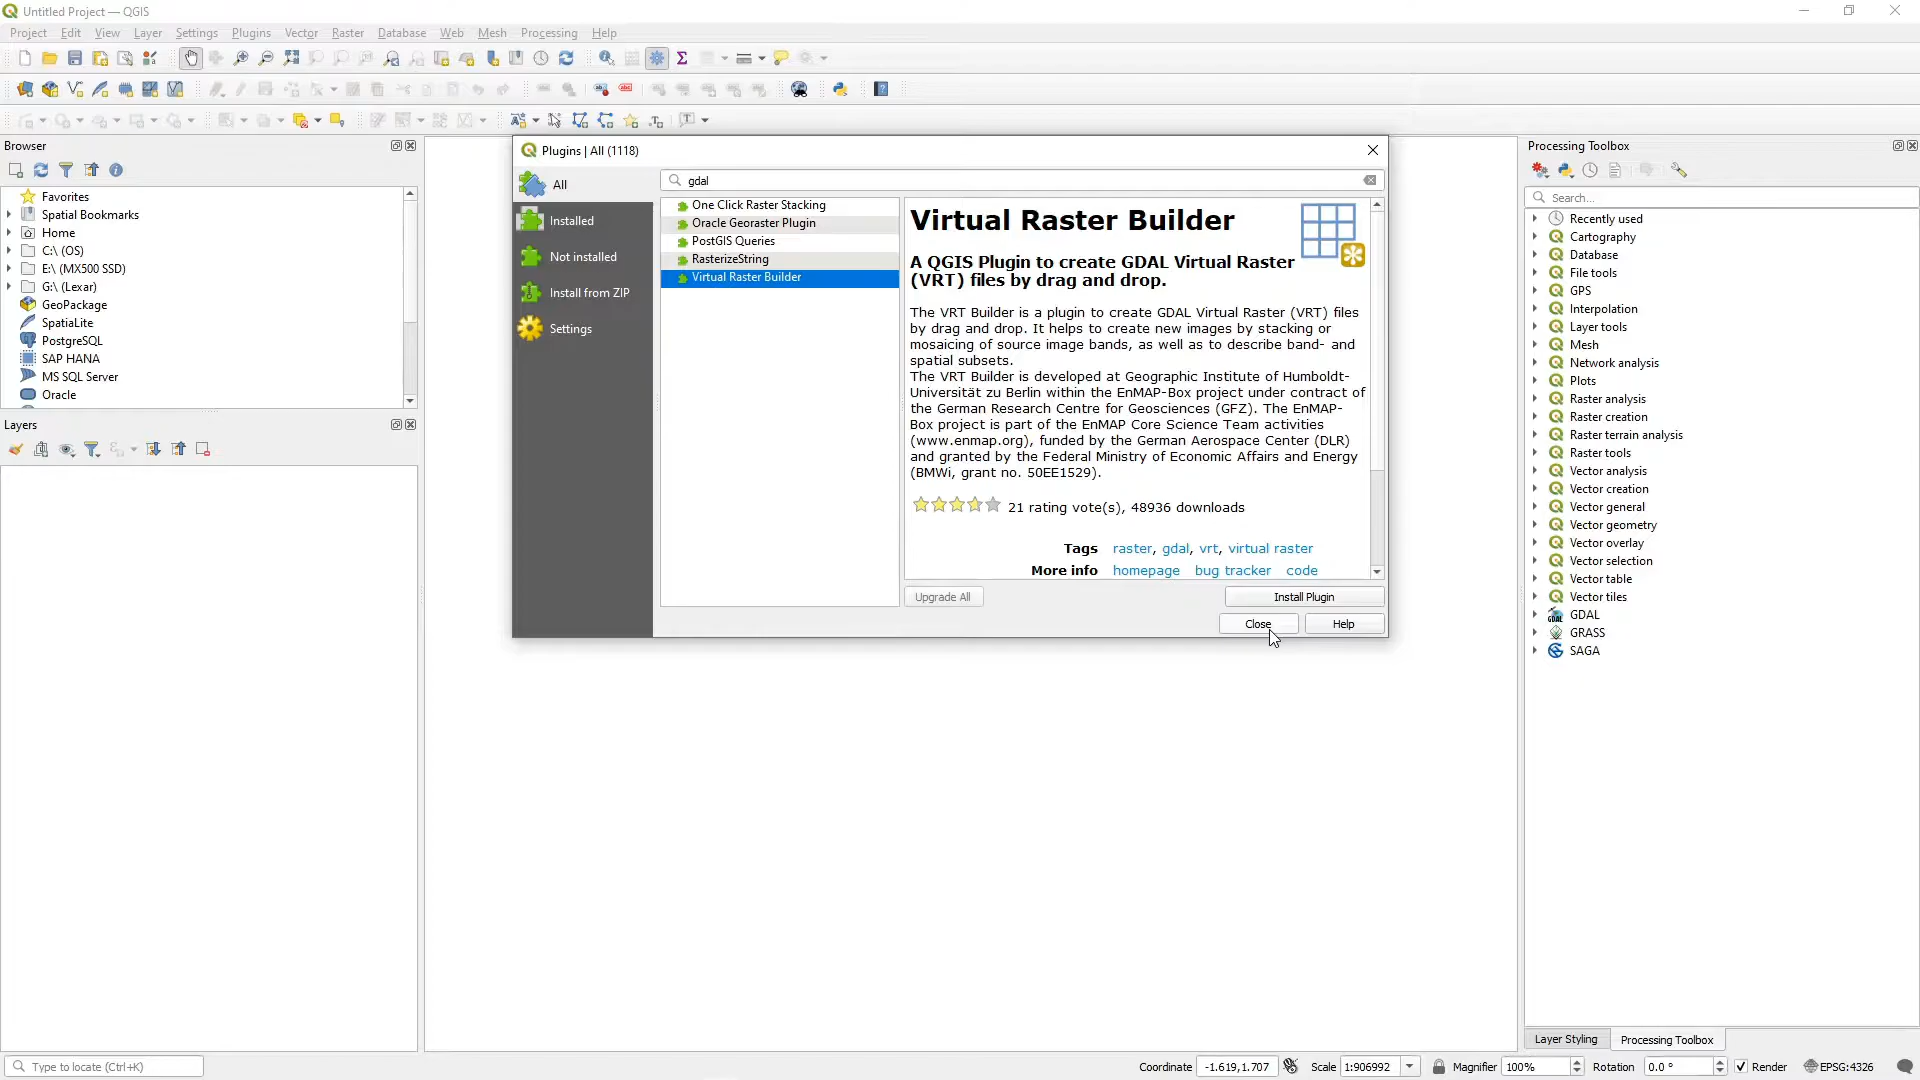 Untitled Project — QGIS
Project Edit View Layer Settings Plugins Vector Raster Database Web Mesh Processing Help
Browser
Favorites
Spatial Bookmarks
Home
C:\ (OS)
E:\ (MX500 SSD)
G:\ (Lexar)
GeoPackage
SpatiaLite
PostgreSQL
SAP HANA
MS SQL Server
Oracle
Layers
Plugins | All (1118)
All
Installed
Not installed
Install from ZIP
Settings
gdal
One Click Raster Stacking
Oracle Georaster Plugin
PostGIS Queries
RasterizeString
Virtual Raster Builder
Virtual Raster Builder
A QGIS Plugin to create GDAL Virtual Raster
(VRT) files by drag and drop.
The VRT Builder is a plugin to create GDAL Virtual Raster (VRT) files
by drag and drop. It helps to create new images by stacking or
mosaicing of source image bands, as well as to describe band- and
spatial subsets.
The VRT Builder is developed at Geographic Institute of Humboldt-
Universität zu Berlin within the EnMAP-Box project under contract of
the German Research Centre for Geosciences (GFZ). The EnMAP-
Box project is part of the EnMAP Core Science Team activities
(www.enmap.org), funded by the German Aerospace Center (DLR)
and granted by the Federal Ministry of Economic Affairs and Energy
(BMWi, grant no. 50EE1529).
21 rating vote(s), 48936 downloads
Tags raster, gdal, vrt, virtual raster
More info homepage bug tracker code
Upgrade All
Install Plugin
Close
Help
Processing Toolbox
Search...
Recently used
Cartography
Database
File tools
GPS
Interpolation
Layer tools
Mesh
Network analysis
Plots
Raster analysis
Raster creation
Raster terrain analysis
Raster tools
Vector analysis
Vector creation
Vector general
Vector geometry
Vector overlay
Vector selection
Vector table
Vector tiles
GDAL
GRASS
SAGA
Layer Styling
Processing Toolbox
Type to locate (Ctrl+K)
Coordinate -1.619,1.707
Scale 1:906992
Magnifier 100%
Rotation 0.0 °
Render
EPSG:4326